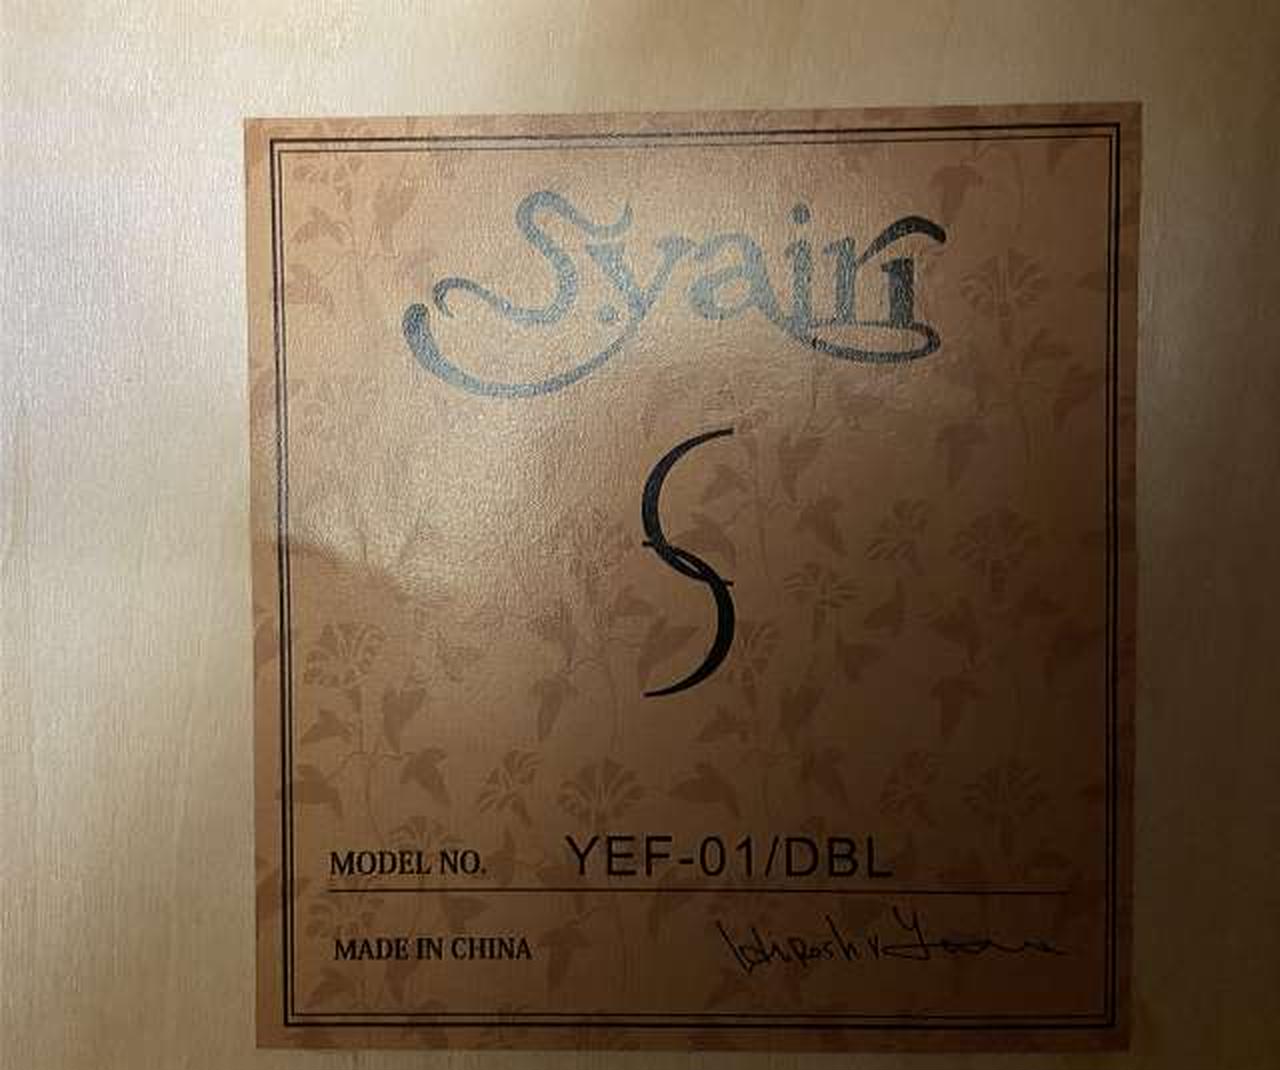 S.yairi
S
MODEL NO. YEF-01/DBL
MADE IN CHINA